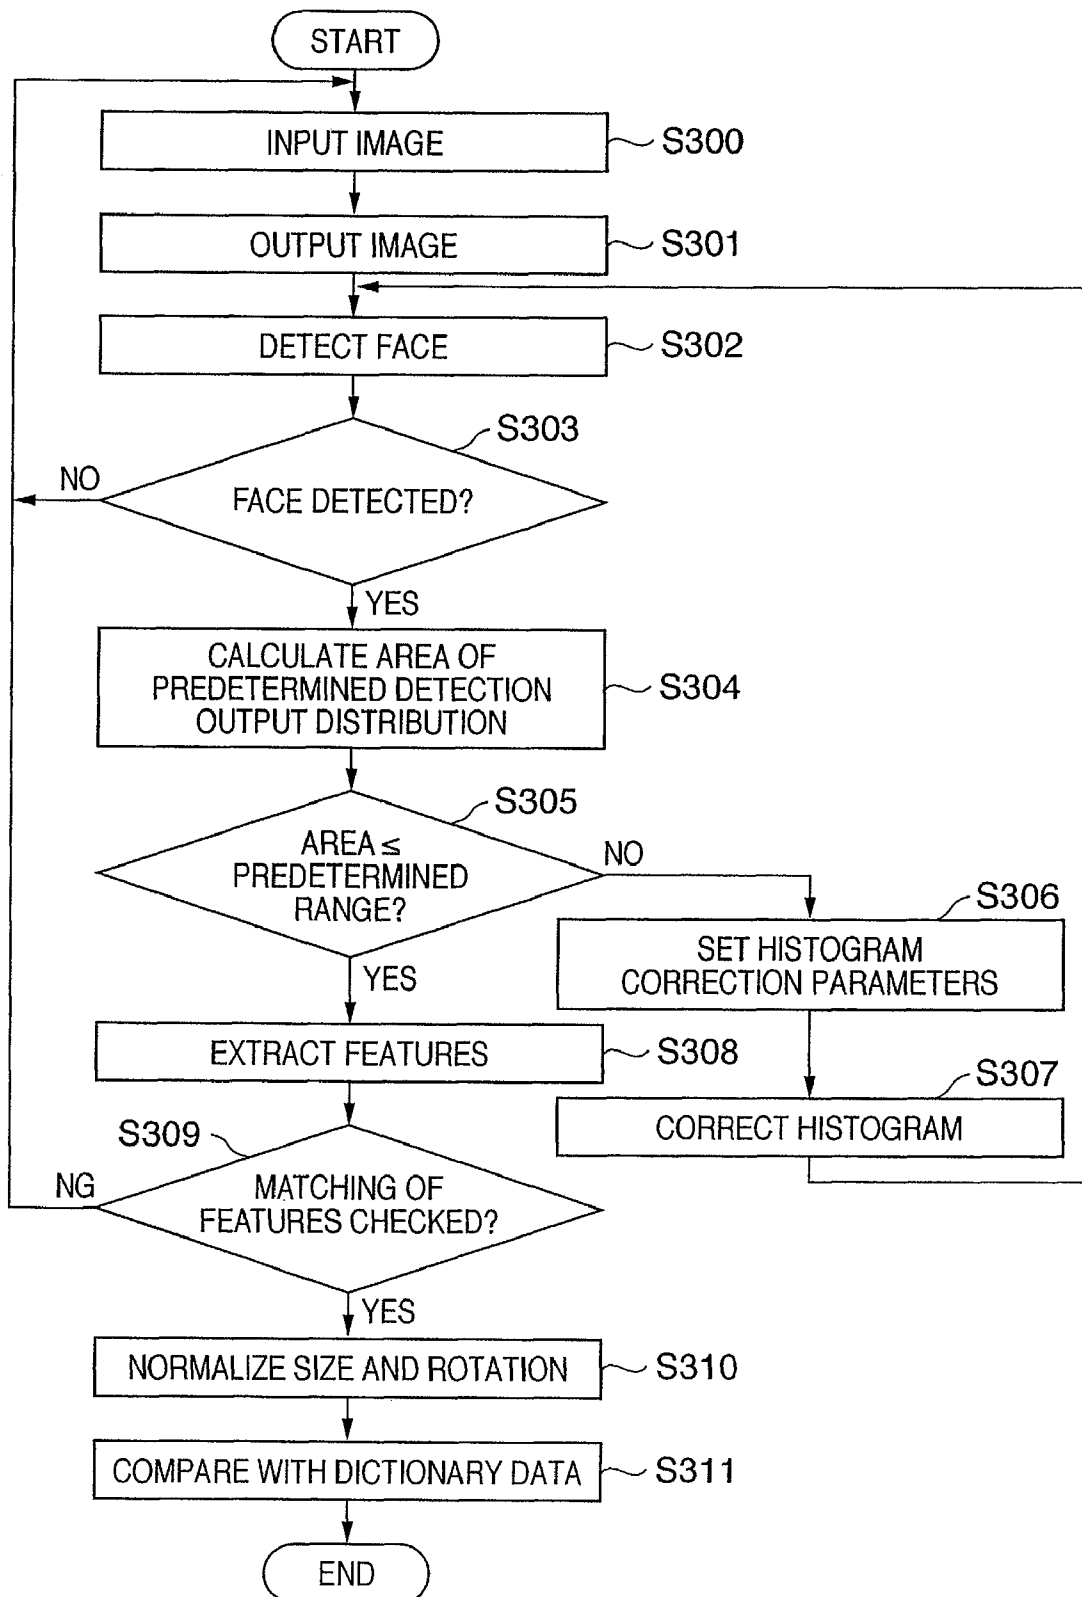 START
INPUT IMAGE
S300
OUTPUT IMAGE
S301
DETECT FACE
S302
S303
NO
FACE DETECTED?
YES
CALCULATE AREA OF
PREDETERMINED DETECTION
OUTPUT DISTRIBUTION
S304
S305
AREA ≤
PREDETERMINED
RANGE?
NO
YES
S306
SET HISTOGRAM
CORRECTION PARAMETERS
EXTRACT FEATURES
S308
S307
CORRECT HISTOGRAM
S309
NG
MATCHING OF
FEATURES CHECKED?
YES
NORMALIZE SIZE AND ROTATION
S310
COMPARE WITH DICTIONARY DATA
S311
END